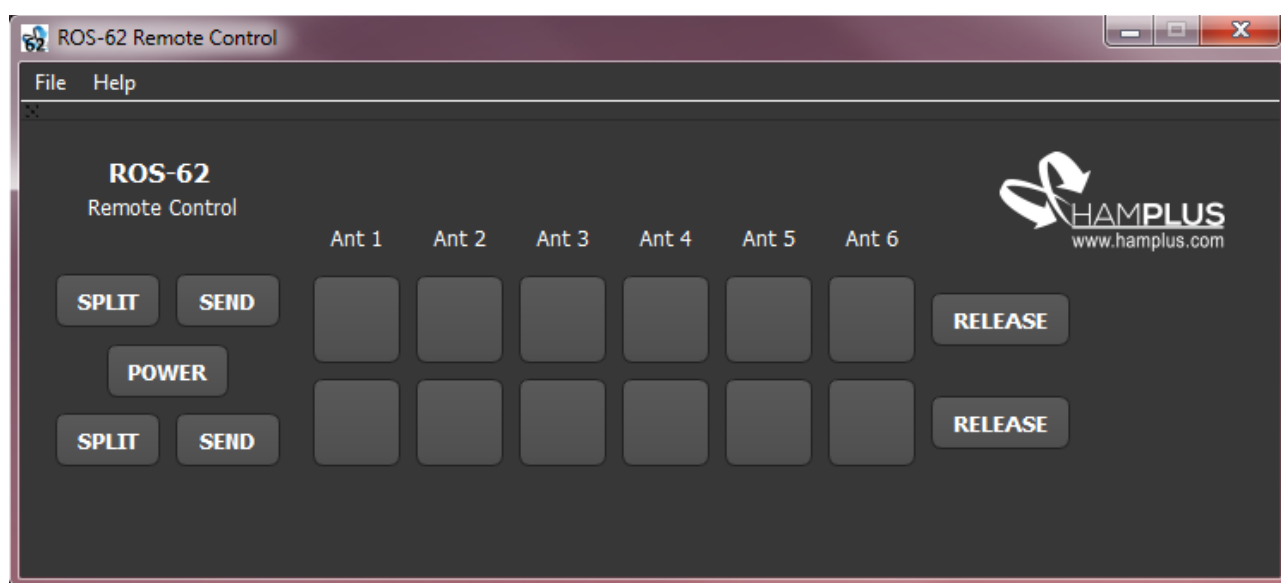 62 ROS-62 Remote Control
File Help
ROS-62
Remote Control
HAMPLUS
www.hamplus.com
Ant 1 Ant 2 Ant 3 Ant 4 Ant 5 Ant 6
SPLIT SEND
RELEASE
POWER
SPLIT SEND
RELEASE